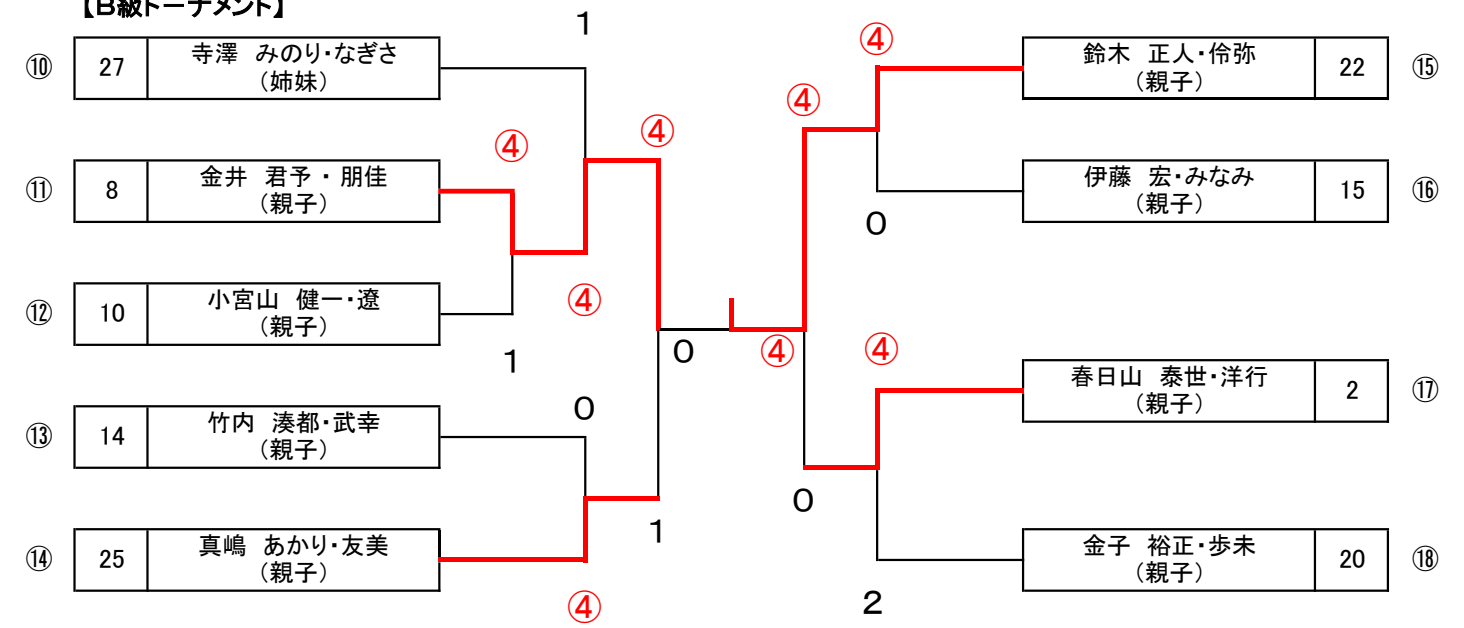 【B級トーナメント】
1
④
⑩ 27 寺澤 みのり・なぎさ
（姉妹）
鈴木 正人・伶弥
（親子） 22 ⑮
④
④
④
⑪ 8 金井 君予 ・ 朋佳
（親子）
伊藤 宏・みなみ
（親子） 15 ⑯
0
⑫ 10 小宮山 健一・遼
（親子）
④
1
0
④
④
0
⑬ 14 竹内 湊都・武幸
（親子）
春日山 泰世・洋行
（親子） 2 ⑰
0
1
⑭ 25 真嶋 あかり・友美
（親子）
金子 裕正・歩未
（親子） 20 ⑱
④
2